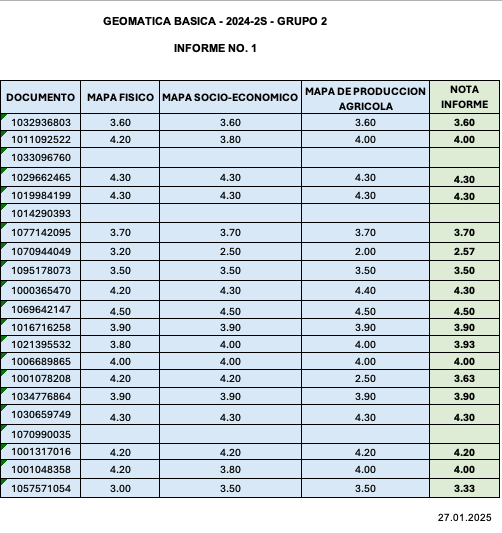 GEOMATICA BASICA - 2024-2S - GRUPO 2
INFORME NO. 1
DOCUMENTO MAPA FISICO MAPA SOCIO-ECONOMICO MAPA DE PRODUCCION AGRICOLA NOTA INFORME
1032936803 3.60 3.60 3.60 3.60
1011092522 4.20 3.80 4.00 4.00
1033096760
1029662465 4.30 4.30 4.30 4.30
1019984199 4.30 4.30 4.30 4.30
1014290393
1077142095 3.70 3.70 3.70 3.70
1070944049 3.20 2.50 2.00 2.57
1095178073 3.50 3.50 3.50 3.50
1000365470 4.20 4.30 4.40 4.30
1069642147 4.50 4.50 4.50 4.50
1016716258 3.90 3.90 3.90 3.90
1021395532 3.80 4.00 4.00 3.93
1006689865 4.00 4.00 4.00 4.00
1001078208 4.20 4.20 2.50 3.63
1034776864 3.90 3.90 3.90 3.90
1030659749 4.30 4.30 4.30 4.30
1070990035
1001317016 4.20 4.20 4.20 4.20
1001048358 4.20 3.80 4.00 4.00
1057571054 3.00 3.50 3.50 3.33
27.01.2025